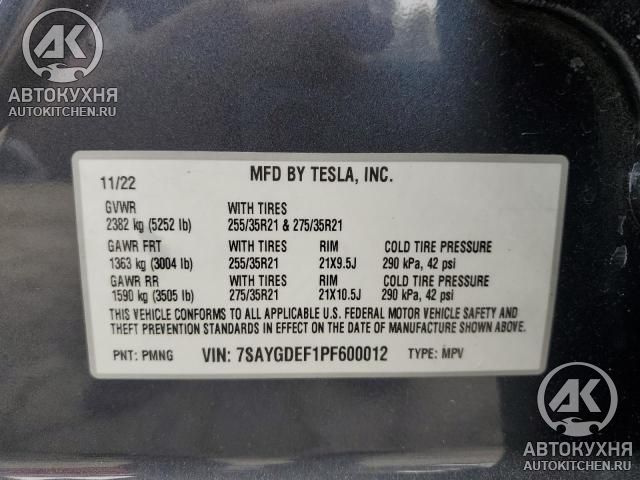 АК
АВТОКУХНЯ
AUTOKITCHEN.RU
11/22 MFD BY TESLA, INC.
GVWR WITH TIRES
2382 kg (5252 lb) 255/35R21 & 275/35R21
GAWR FRT WITH TIRES RIM COLD TIRE PRESSURE
1363 kg (3004 lb) 255/35R21 21X9.5J 290 kPa, 42 psi
GAWR RR WITH TIRES RIM COLD TIRE PRESSURE
1590 kg (3505 lb) 275/35R21 21X10.5J 290 kPa, 42 psi
THIS VEHICLE CONFORMS TO ALL APPLICABLE U.S. FEDERAL MOTOR VEHICLE SAFETY AND
THEFT PREVENTION STANDARDS IN EFFECT ON THE DATE OF MANUFACTURE SHOWN ABOVE.
PNT: PMNG VIN: 7SAYGDEF1PF600012 TYPE: MPV
АК
АВТОКУХНЯ
AUTOKITCHEN.RU